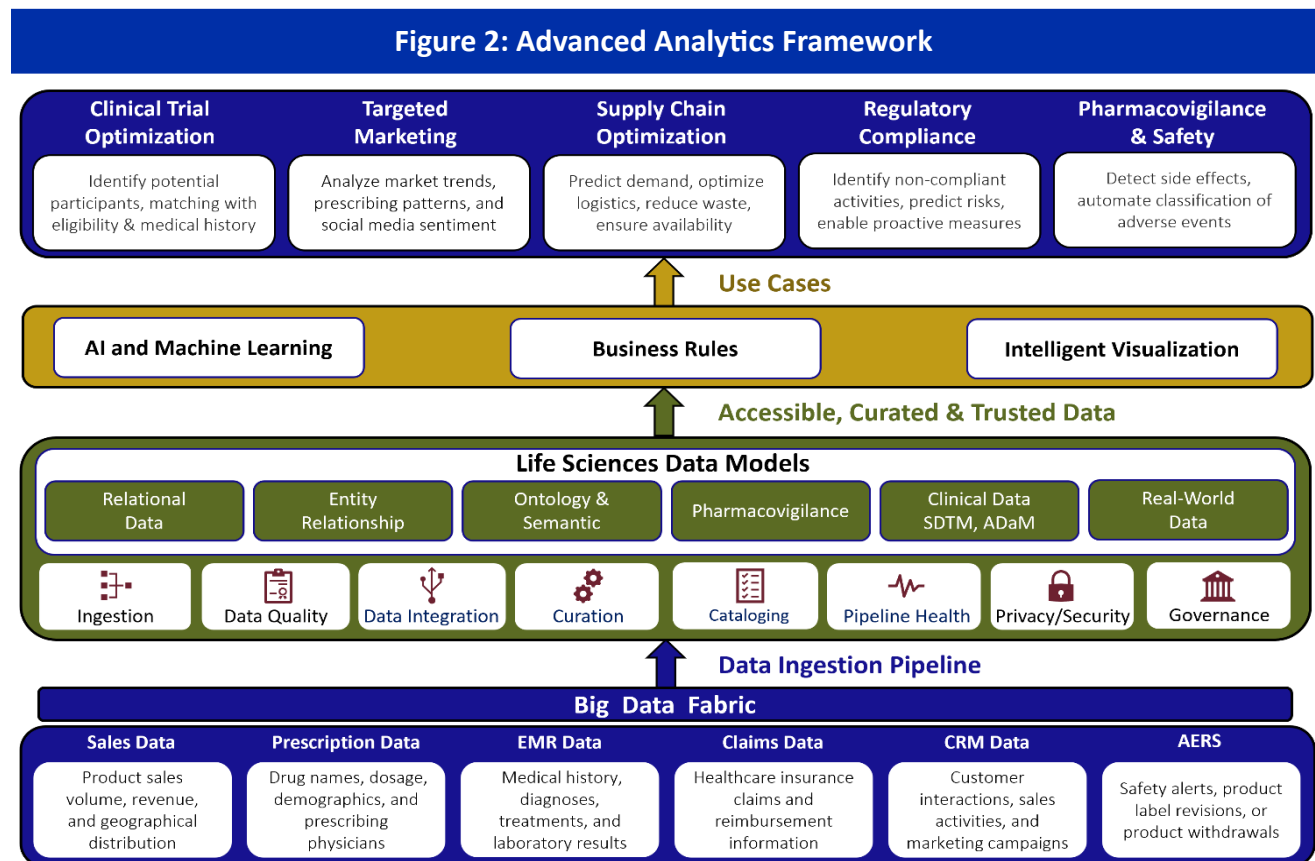 Figure 2: Advanced Analytics Framework
Clinical Trial
Optimization
Identify potential
participants, matching with
eligibility & medical history
Targeted
Marketing
Analyze market trends,
prescribing patterns, and
social media sentiment
Supply Chain
Optimization
Predict demand, optimize
logistics, reduce waste,
ensure availability
Regulatory
Compliance
Identify non-compliant
activities, predict risks,
enable proactive measures
Pharmacovigilance
& Safety
Detect side effects,
automate classification of
adverse events
Use Cases
AI and Machine Learning
Business Rules
Intelligent Visualization
Accessible, Curated & Trusted Data
Life Sciences Data Models
Relational
Data
Entity
Relationship
Ontology &
Semantic
Pharmacovigilance
Clinical Data
SDTM, ADaM
Real-World
Data
Ingestion
Data Quality
Data Integration
Curation
Cataloging
Pipeline Health
Privacy/Security
Governance
Data Ingestion Pipeline
Big Data Fabric
Sales Data
Product sales
volume, revenue,
and geographical
distribution
Prescription Data
Drug names, dosage,
demographics, and
prescribing
physicians
EMR Data
Medical history,
diagnoses,
treatments, and
laboratory results
Claims Data
Healthcare insurance
claims and
reimbursement
information
CRM Data
Customer
interactions, sales
activities, and
marketing campaigns
AERS
Safety alerts, product
label revisions, or
product withdrawals